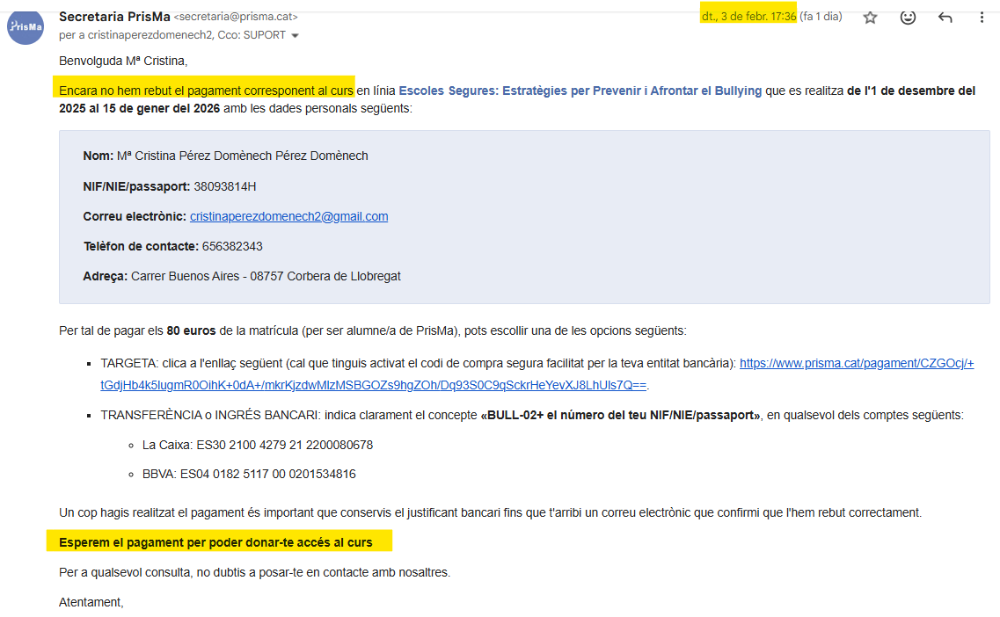 Secretaria PrisMa <secretaria@prisma.cat>
dt., 3 de febr. 17:36 (fa 1 dia)
PrisMa
per a cristinaperezdomenech2, Cco: SUPORT
Benvolguda Mª Cristina,
Encara no hem rebut el pagament corresponent al curs en línia Escoles Segures: Estratègies per Prevenir i Afrontar el Bullying que es realitza de l'1 de desembre del
2025 al 15 de gener del 2026 amb les dades personals següents:
Nom: Mª Cristina Pérez Domènech Pérez Domènech
NIF/NIE/passaport: 38093814H
Correu electrònic: cristinaperezdomenech2@gmail.com
Telèfon de contacte: 656382343
Adreça: Carrer Buenos Aires - 08757 Corbera de Llobregat
Per tal de pagar els 80 euros de la matrícula (per ser alumne/a de PrisMa), pots escollir una de les opcions següents:
▪ TARGETA: clica a l'enllaç següent (cal que tinguis activat el codi de compra segura facilitat per la teva entitat bancària): https://www.prisma.cat/pagament/CZGOcj/+
tGdjHb4k5lugmR0OihK+0dA+/mkrKjzdwMlzMSBGOZs9hgZOh/Dq93S0C9qSckrHeYevXJ8LhUls7Q==.
▪ TRANSFERÈNCIA o INGRÉS BANCARI: indica clarament el concepte «BULL-02+ el número del teu NIF/NIE/passaport», en qualsevol dels comptes següents:
◦ La Caixa: ES30 2100 4279 21 2200080678
◦ BBVA: ES04 0182 5117 00 0201534816
Un cop hagis realitzat el pagament és important que conservis el justificant bancari fins que t'arribi un correu electrònic que confirmi que l'hem rebut correctament.
Esperem el pagament per poder donar-te accés al curs
Per a qualsevol consulta, no dubtis a posar-te en contacte amb nosaltres.
Atentament,